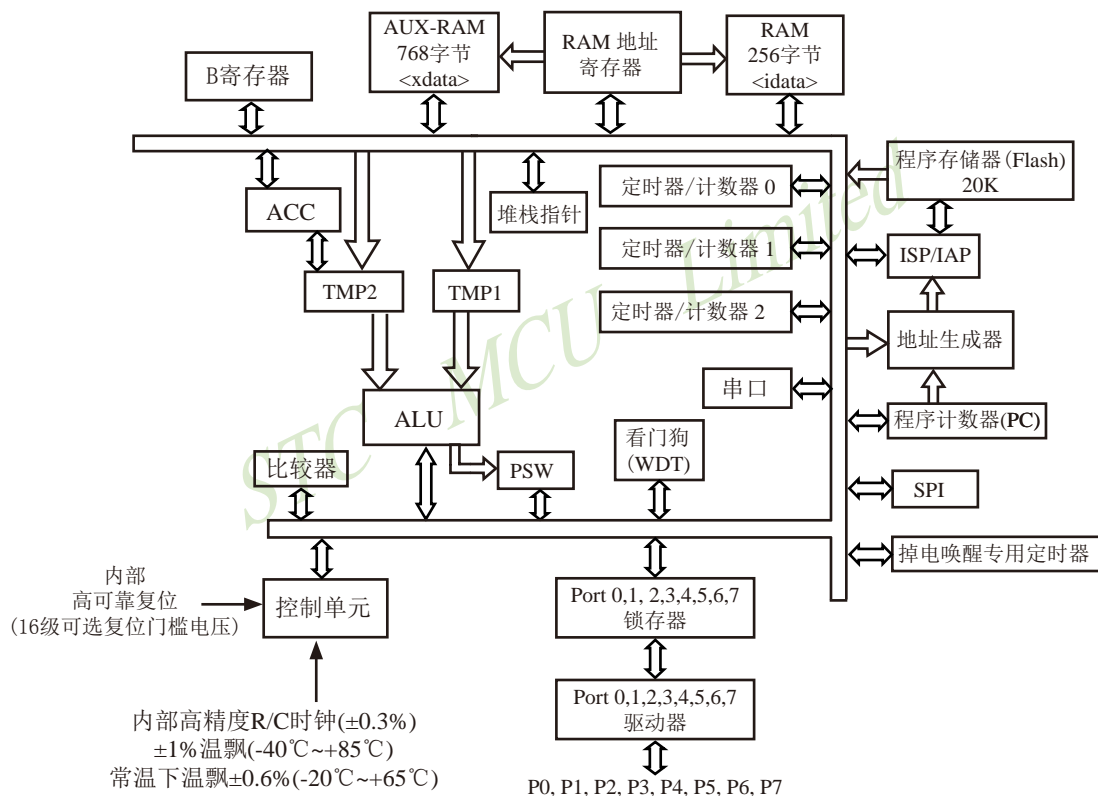 AUX-RAM
768字节
<xdata>
RAM 地址
寄存器
RAM
256字节
<idata>
B寄存器
程序存储器(Flash)
20K
定时器/计数器 0
ACC
堆栈指针
定时器/计数器 1
ISP/IAP
TMP2
TMP1
定时器/计数器 2
地址生成器
串口
ALU
程序计数器(PC)
看门狗
(WDT)
比较器
PSW
SPI
掉电唤醒专用定时器
内部
高可靠复位
(16级可选复位门槛电压)
控制单元
Port 0,1, 2,3,4,5,6,7
锁存器
Port 0,1,2,3,4,5,6,7
驱动器
内部高精度R/C时钟(±0.3%)
±1%温飘(-40℃~+85℃)
常温下温飘±0.6%(-20℃~+65℃)
P0, P1, P2, P3, P4, P5, P6, P7
STC MCU Limited